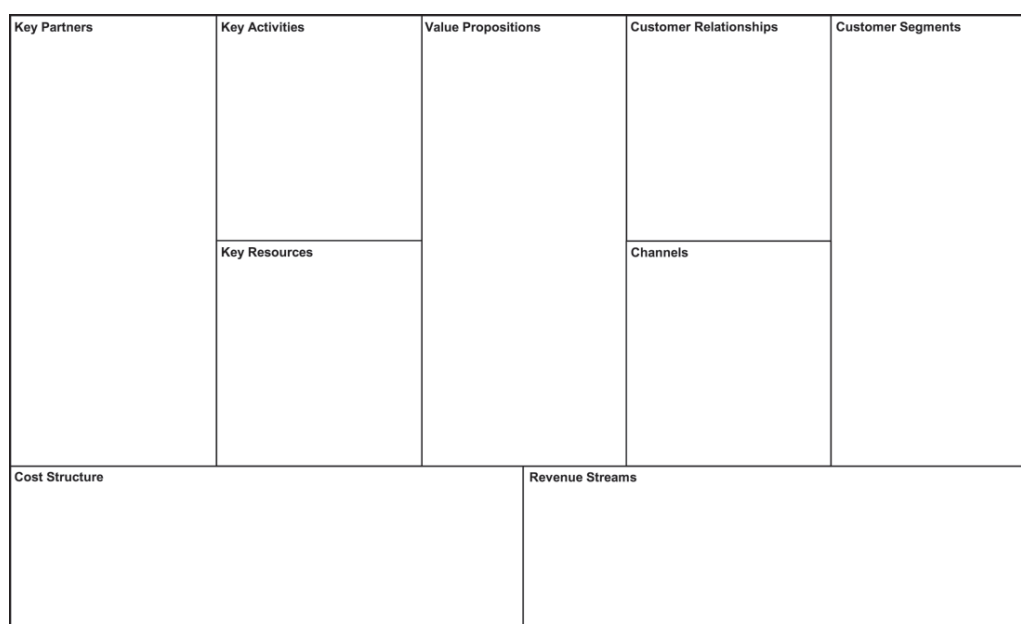 Key Partners
Key Activities
Value Propositions
Customer Relationships
Customer Segments
Key Resources
Channels
Cost Structure
Revenue Streams